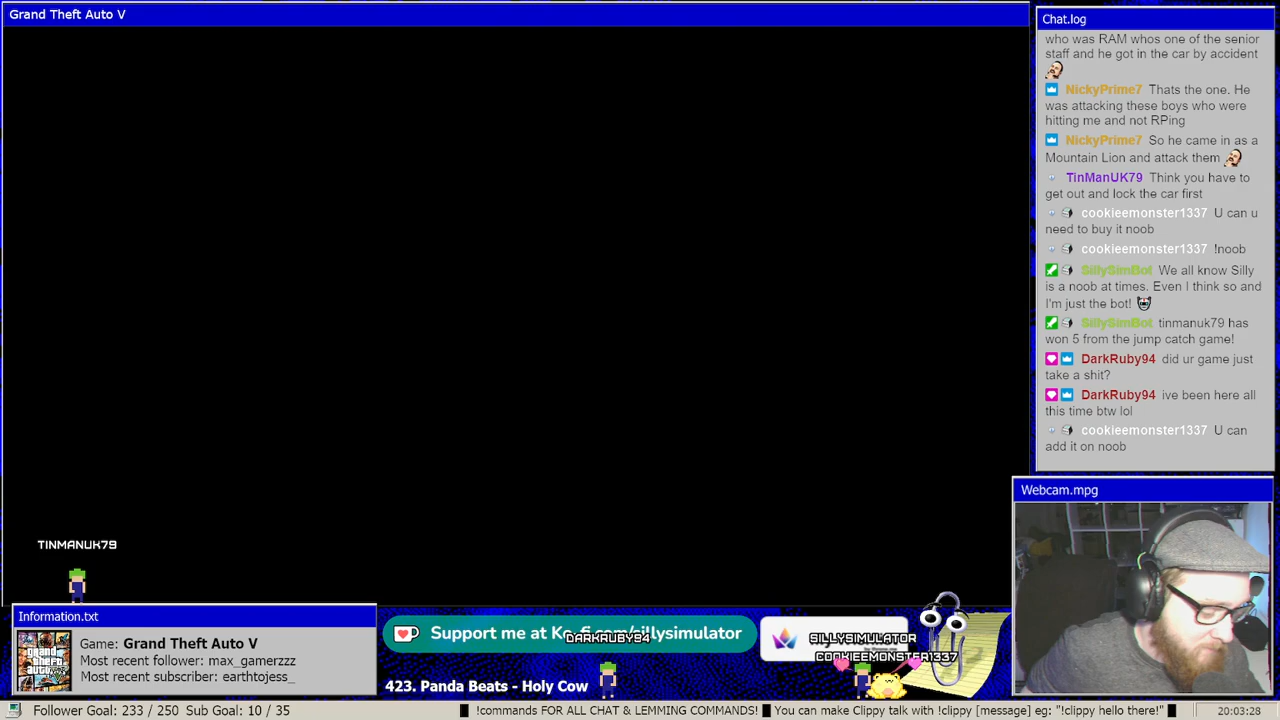 Grand Theft Auto V
Chat.log
who was RAM whos one of the senior
staff and he got in the car by accident
NickyPrime7 Thats the one. He
was attacking these boys who were
hitting me and not RPing
NickyPrime7 So he came in as a
Mountain Lion and attack them
TinManUK79 Think you have to
get out and lock the car first
cookieemonster1337 U can u
need to buy it noob
cookieemonster1337 !noob
SillySimBot We all know Silly
is a noob at times. Even I think so and
I'm just the bot!
SillySimBot tinmanuk79 has
won 5 from the jump catch game!
DarkRuby94 did ur game just
take a shit?
DarkRuby94 ive been here all
this time btw lol
cookieemonster1337 U can
add it on noob
Webcam.mpg
TINMANUK79
Information.txt
Game: Grand Theft Auto V
Most recent follower: max_gamerzzz
Most recent subscriber: earthtojess_
Support me at Ko-fi.com/sillysimulator
DARKRUBY94
SILLYSIMULATOR
COOKIEEMONSTER1337
423. Panda Beats - Holy Cow
Follower Goal: 233 / 250 Sub Goal: 10 / 35
!commands FOR ALL CHAT & LEMMING COMMANDS! You can make Clippy talk with !clippy [message] eg: "!clippy hello there!"
20:03:28